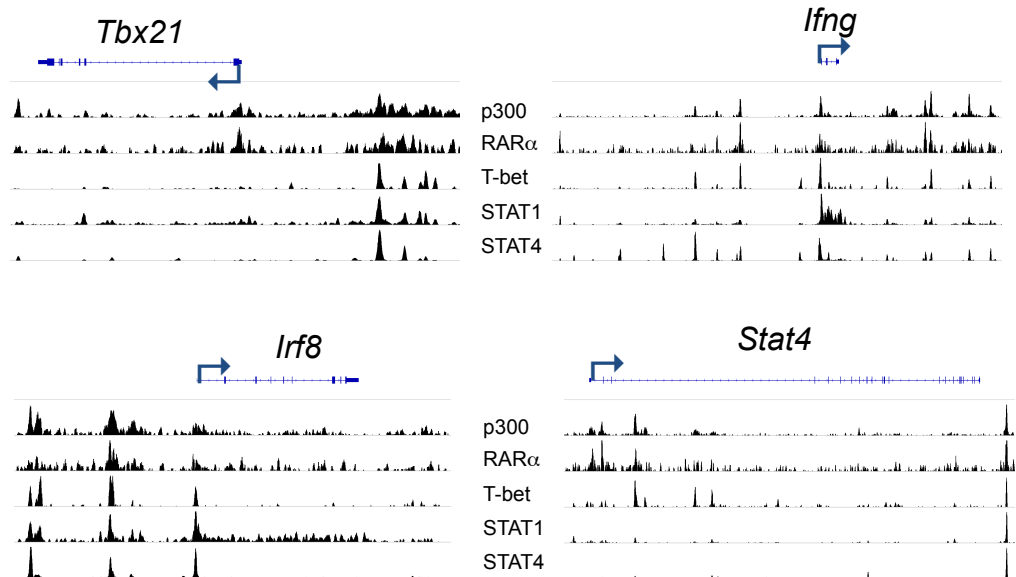 Tbx21
Ifng
p300
RARα
T-bet
STAT1
STAT4
Irf8
Stat4
p300
RARα
T-bet
STAT1
STAT4